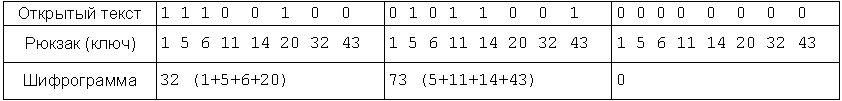 Открытый текст 1 1 1 0 0 1 0 0 0 1 0 1 1 0 0 1 0 0 0 0 0 0 0 0
Рюкзак (ключ) 1 5 6 11 14 20 32 43 1 5 6 11 14 20 32 43 1 5 6 11 14 20 32 43
Шифрограмма 32 (1+5+6+20) 73 (5+11+14+43) 0